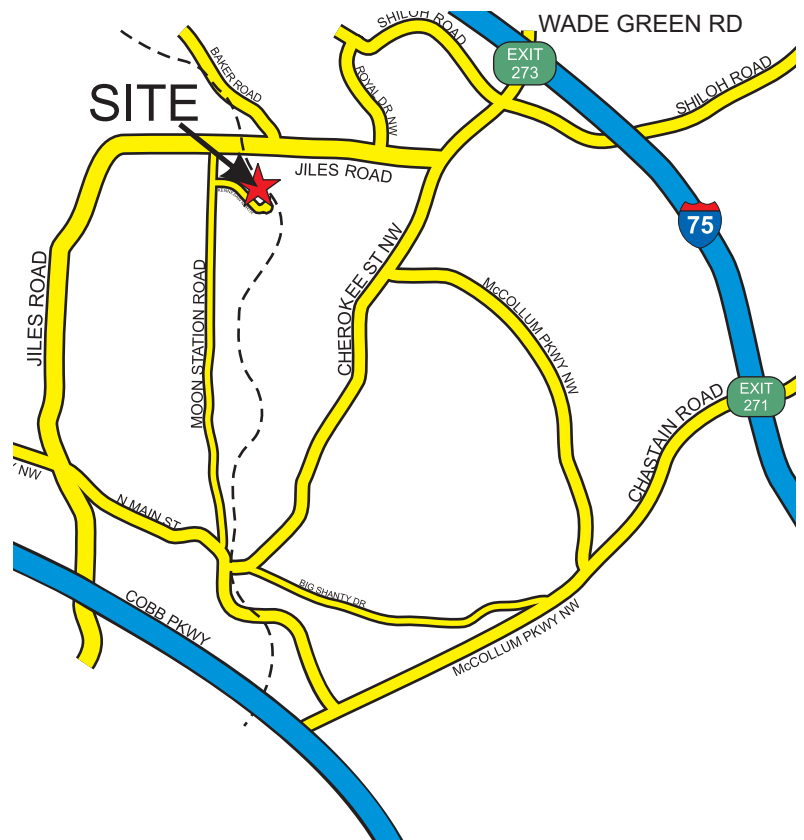 WADE GREEN RD
SHILOH ROAD
EXIT
273
SHILOH ROAD
BAKER ROAD
ROYAL DR NW
SITE
JILES ROAD
75
CHEROKEE ST NW
McCOLLUM PKWY NW
JILES ROAD
MOON STATION ROAD
EXIT
271
CHASTAIN ROAD
NW
N MAIN ST
BIG SHANTY DR
COBB PKWY
McCOLLUM PKWY NW